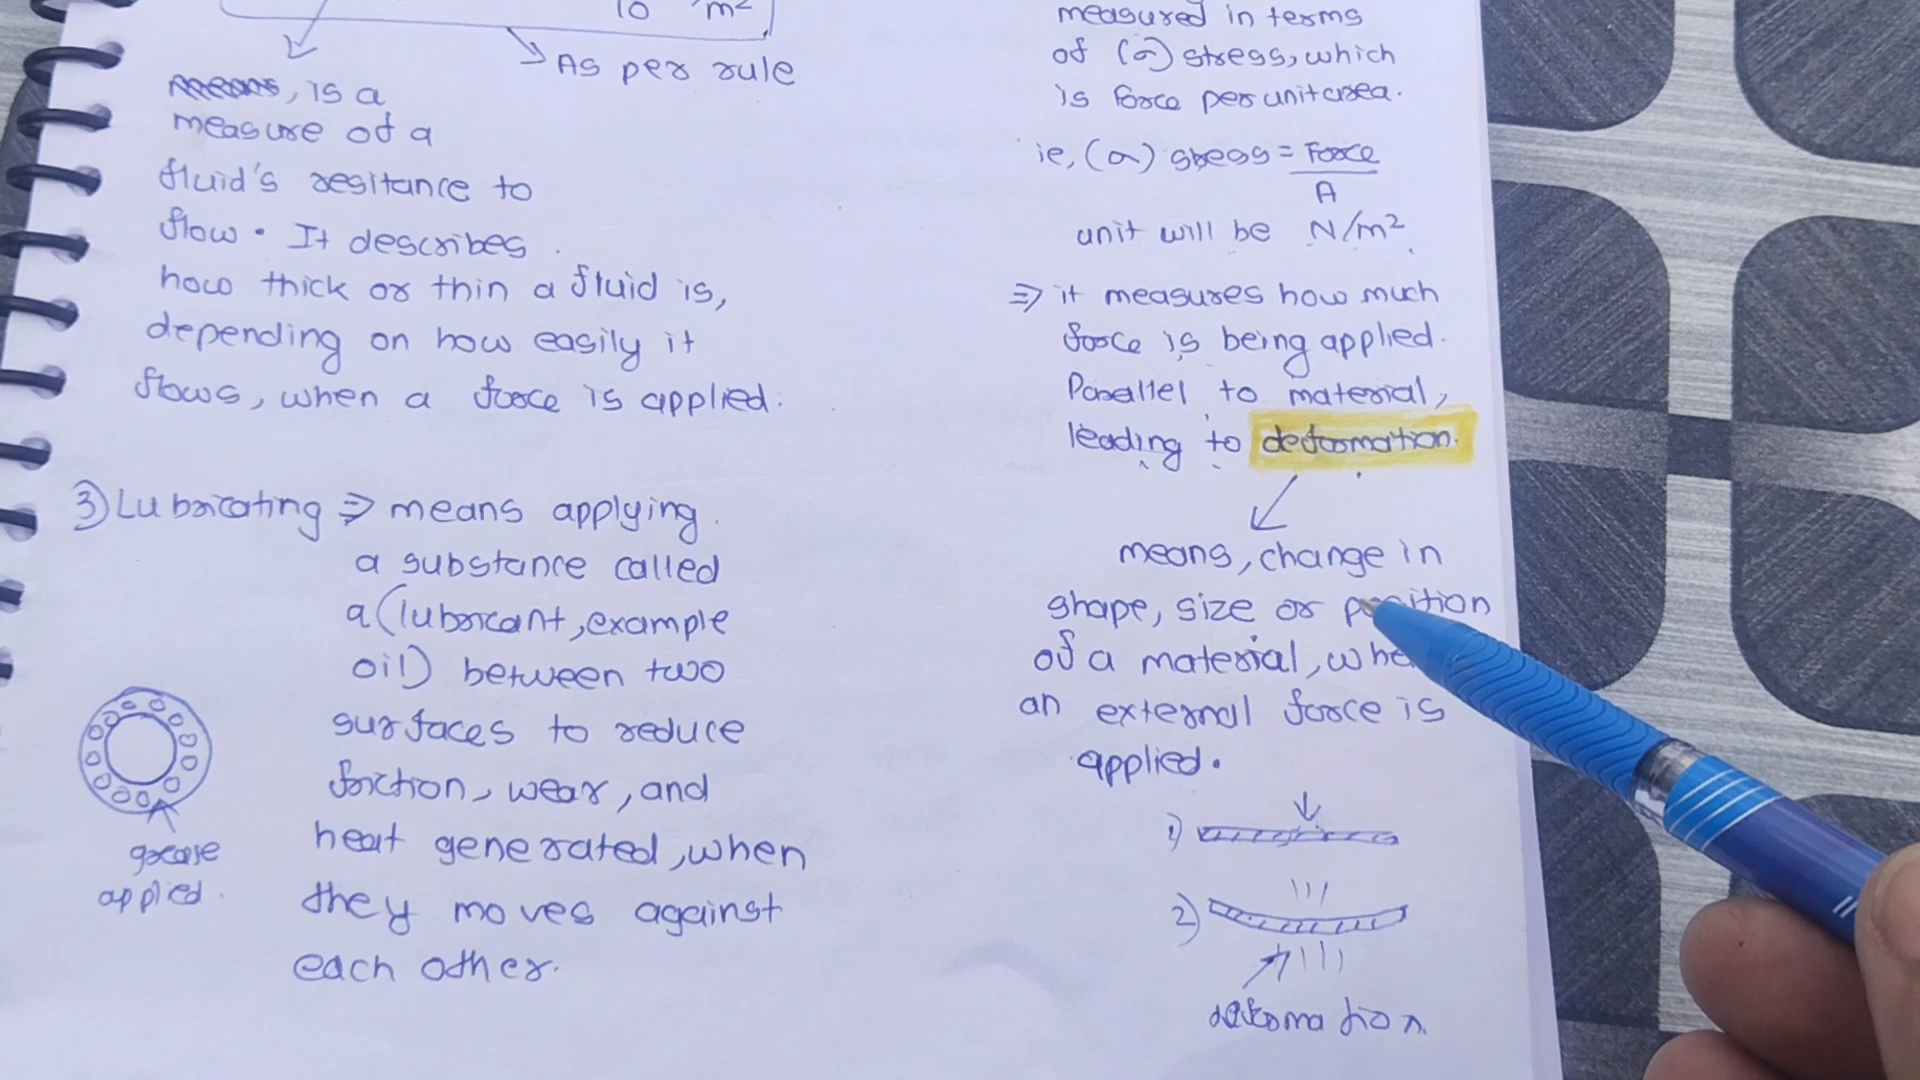 10 m²
As per rule
means, is a
measure of a
fluid's resitance to
flow. It describes
how thick or thin a fluid is,
depending on how easily it
flows, when a force is applied.
3) Lubricating ⇒ means applying
a substance called
a (lubricant, example
oil) between two
surfaces to reduce
friction, wear, and
heat generated, when
they moves against
each other.
grease
applied.
measured in terms
of (σ) stress, which
is force per unit area.
ie, (σ) stress = Force
A
unit will be N/m²
⇒ it measures how much
force is being applied.
Parallel to material,
leading to deformation.
means, change in
shape, size or position
of a material,
an external force is
applied.
1)
2)
deformation.